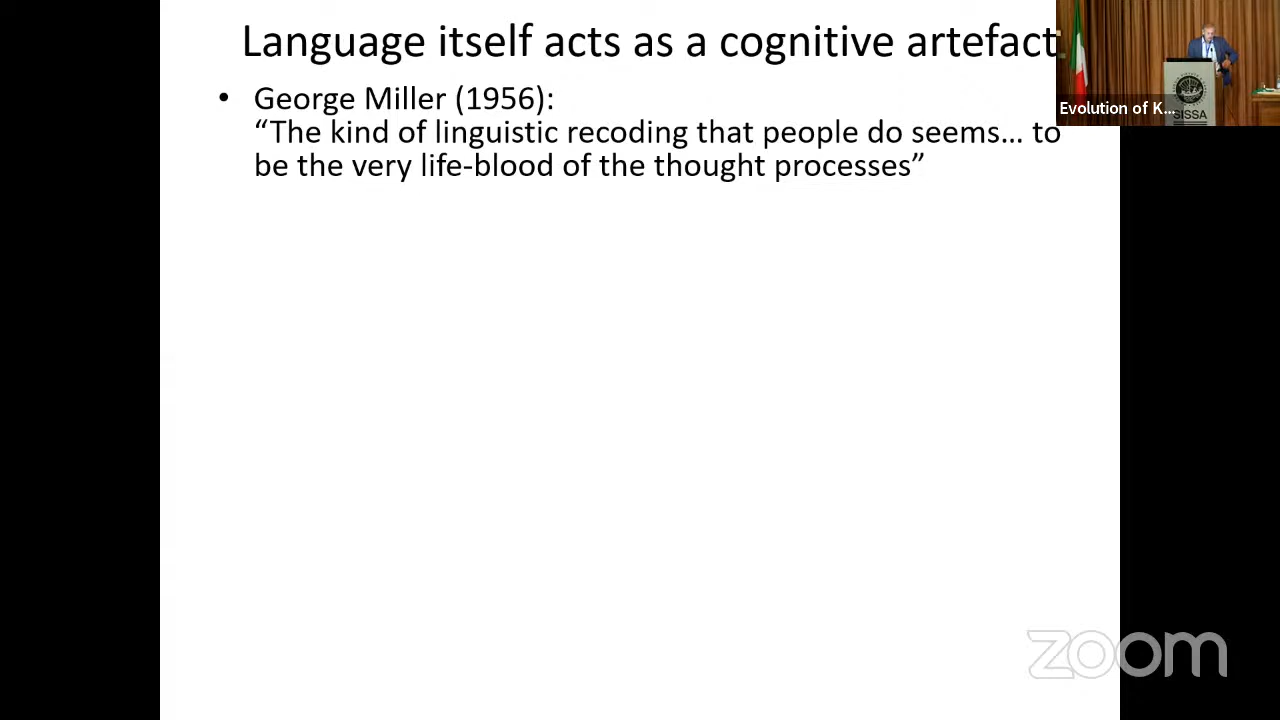 Language itself acts as a cognitive artefact
• George Miller (1956):
“The kind of linguistic recoding that people do seems… to
be the very life-blood of the thought processes”
Evolution of K...
SISSA
zoom